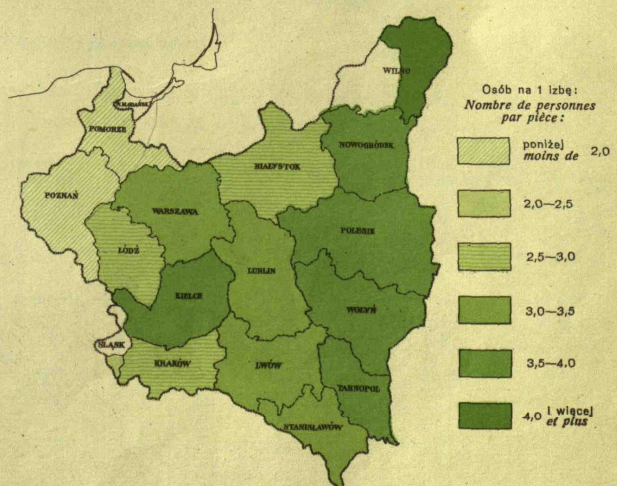 WILNO
W.M.GDAŃSK
POMORZE
NOWOGRÓDEK
BIAŁYSTOK
POZNAŃ
WARSZAWA
POLESIE
ŁÓDŹ
LUBLIN
KIELCE
WOŁYŃ
ŚLĄSK
KRAKÓW
LWÓW
TARNOPOL
STANISŁAWÓW
Osób na 1 izbę:
Nombre de personnes
par pièce:
poniżej
moins de 2,0
2,0—2,5
2,5—3,0
3,0—3,5
3,5—4.0
4,0 i więcej
et plus